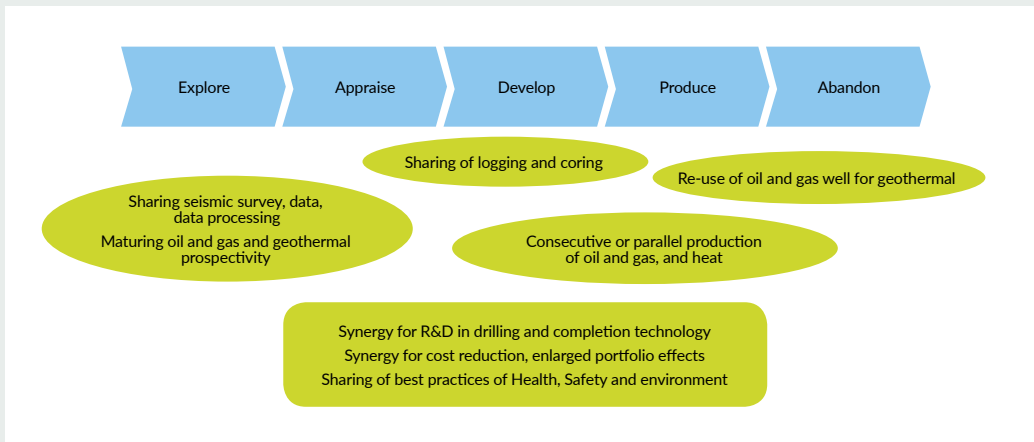 Explore
Appraise
Develop
Produce
Abandon
Sharing of logging and coring
Re-use of oil and gas well for geothermal
Sharing seismic survey, data,
data processing
Maturing oil and gas and geothermal
prospectivity
Consecutive or parallel production
of oil and gas, and heat
Synergy for R&D in drilling and completion technology
Synergy for cost reduction, enlarged portfolio effects
Sharing of best practices of Health, Safety and environment